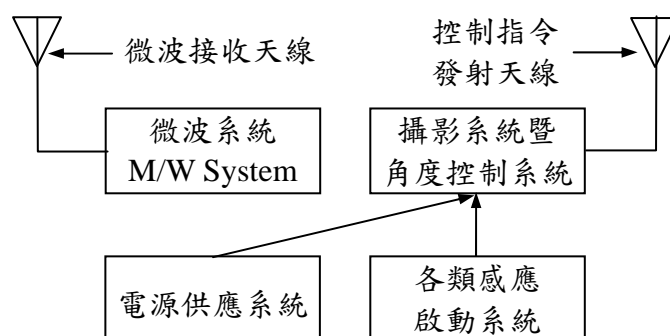 微波接收天線
控制指令
發射天線
微波系統
M/W System
攝影系統暨
角度控制系統
電源供應系統
各類感應
啟動系統